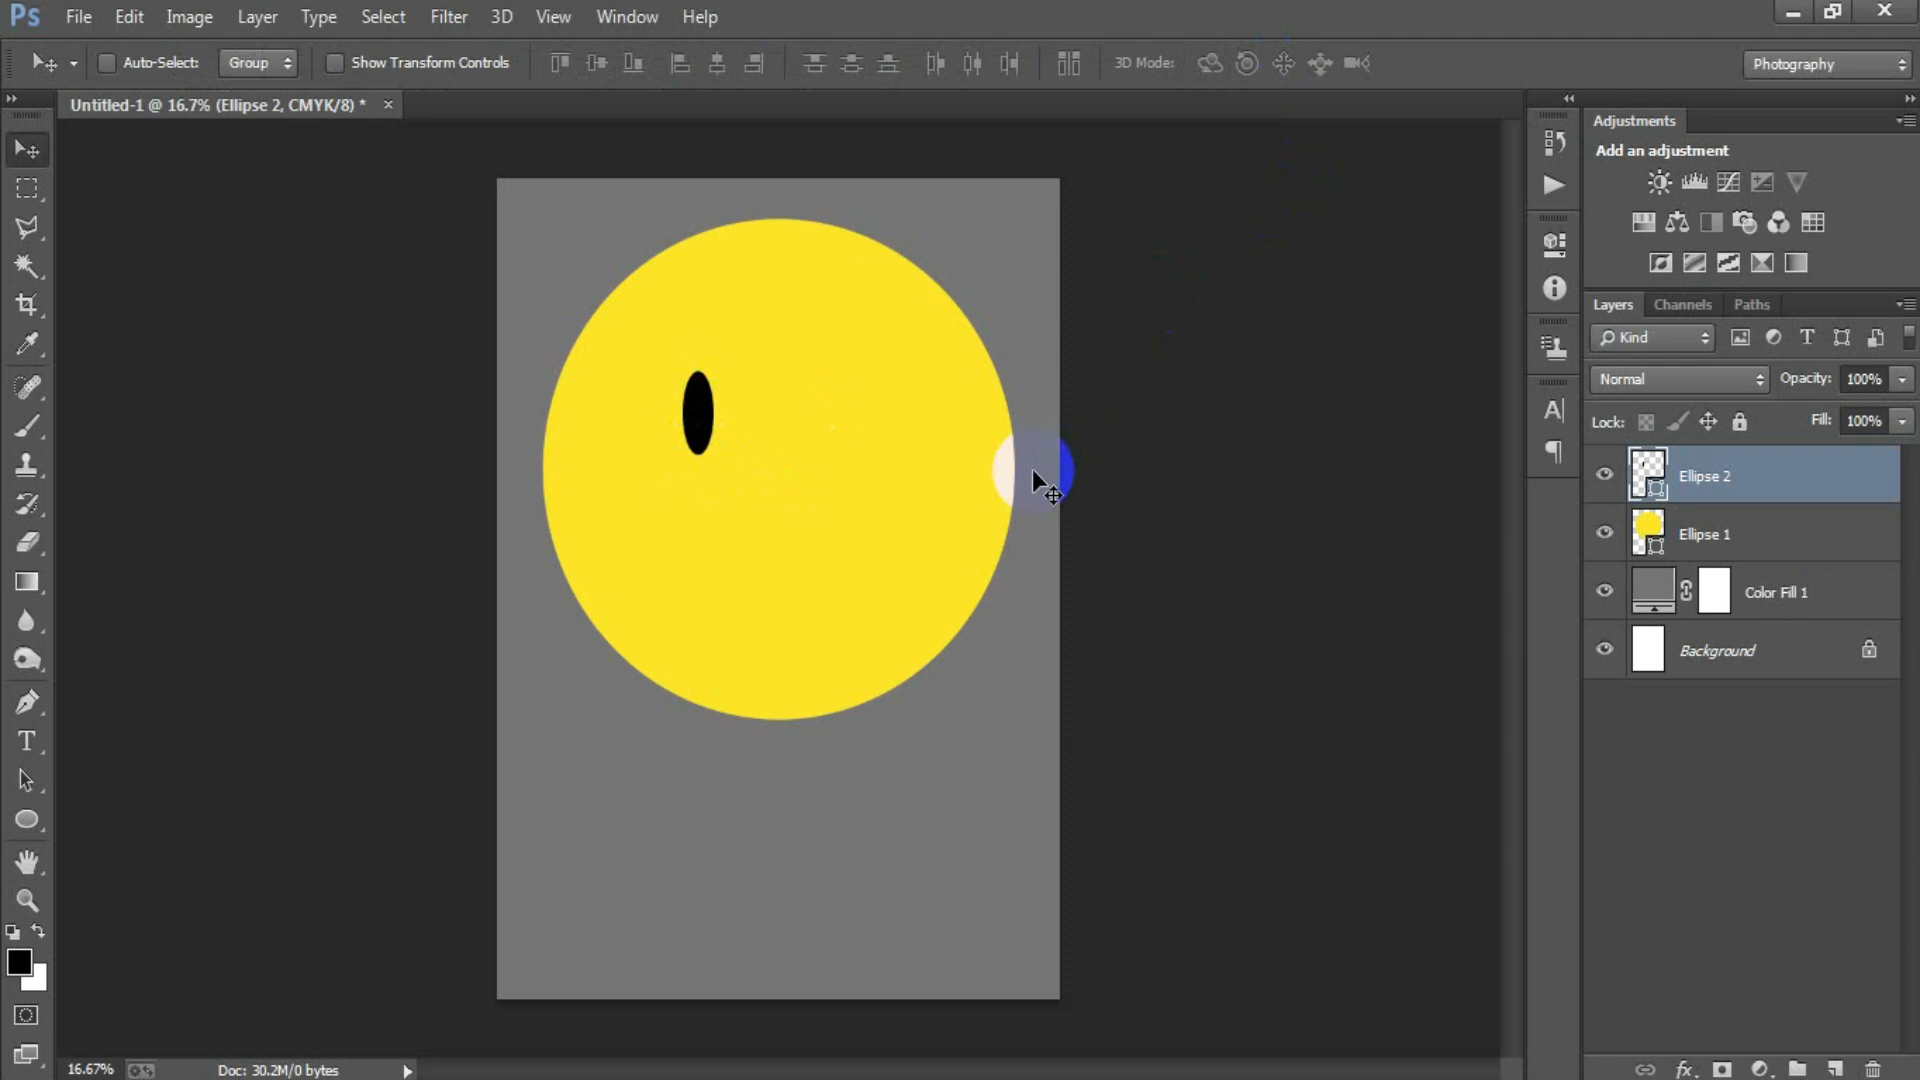 Ps File Edit Image Layer Type Select Filter 3D View Window Help
Auto-Select: Group Show Transform Controls 3D Mode: Photography
Untitled-1 @ 16.7% (Ellipse 2, CMYK/8) * ×
Adjustments
Add an adjustment
Layers Channels Paths
Kind T
Normal Opacity: 100%
Lock: Fill: 100%
Ellipse 2
Ellipse 1
Color Fill 1
Background
16.67% Doc: 30.2M/0 bytes
fx